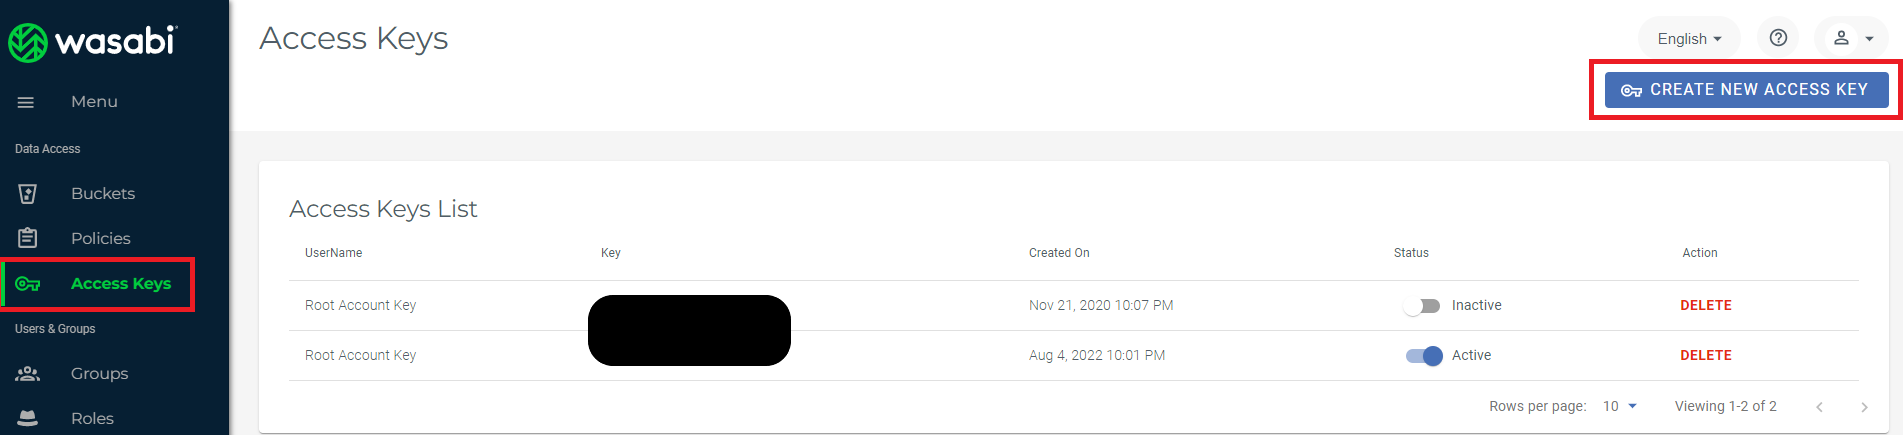 wasabi
Menu
Data Access
Buckets
Policies
Access Keys
Users & Groups
Groups
Roles
Access Keys
English
CREATE NEW ACCESS KEY
Access Keys List
UserName Key Created On Status Action
Root Account Key Nov 21, 2020 10:07 PM Inactive DELETE
Root Account Key Aug 4, 2022 10:01 PM Active DELETE
Rows per page: 10 Viewing 1-2 of 2